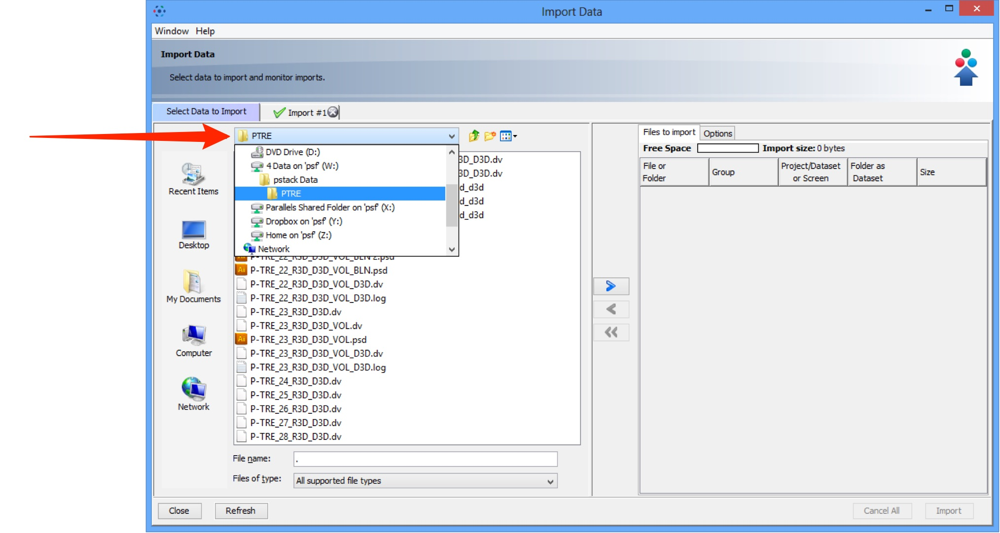 Import Data
Window Help
Import Data
Select data to import and monitor imports.
Select Data to Import
Import #1
PTRE
DVD Drive (D:)
4 Data on 'psf' (W:)
pstack Data
PTRE
Parallels Shared Folder on 'psf' (X:)
Dropbox on 'psf' (Y:)
Home on 'psf' (Z:)
Network
3D_D3D.dv
3D_D3D.dv
d_d3d
d_d3d
d_d3d
P-TRE_22_R3D_D3D_VOL_BLN 2.psd
P-TRE_22_R3D_D3D_VOL_BLN.psd
P-TRE_22_R3D_D3D_VOL_D3D.dv
P-TRE_22_R3D_D3D_VOL_D3D.log
P-TRE_23_R3D_D3D.dv
P-TRE_23_R3D_D3D_VOL.dv
P-TRE_23_R3D_D3D_VOL.psd
P-TRE_23_R3D_D3D_VOL_D3D.dv
P-TRE_23_R3D_D3D_VOL_D3D.log
P-TRE_24_R3D_D3D.dv
P-TRE_25_R3D_D3D.dv
P-TRE_26_R3D_D3D.dv
P-TRE_27_R3D_D3D.dv
P-TRE_28_R3D_D3D.dv
Ai
Ai
Recent Items
Desktop
My Documents
Computer
Network
File name: .
Files of type: All supported file types
Files to import
Options
Free Space Import size: 0 bytes
File or
Folder
Group
Project/Dataset
or Screen
Folder as
Dataset
Size
Close
Refresh
Cancel All
Import